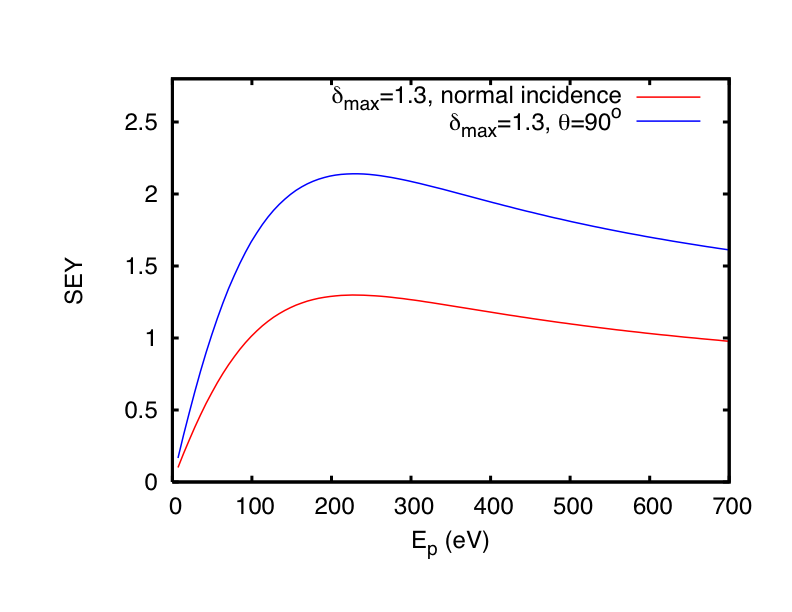 δmax=1.3, normal incidence
δmax=1.3, θ=90o
2.5
2
1.5
1
0.5
0
SEY
0 100 200 300 400 500 600 700
Ep (eV)